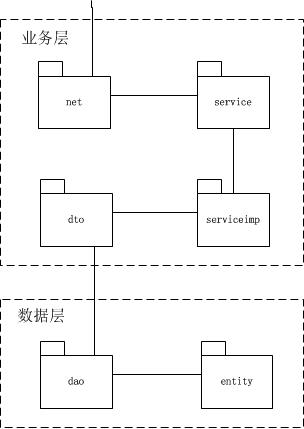 业务层
net
service
dto
serviceimp
数据层
dao
entity